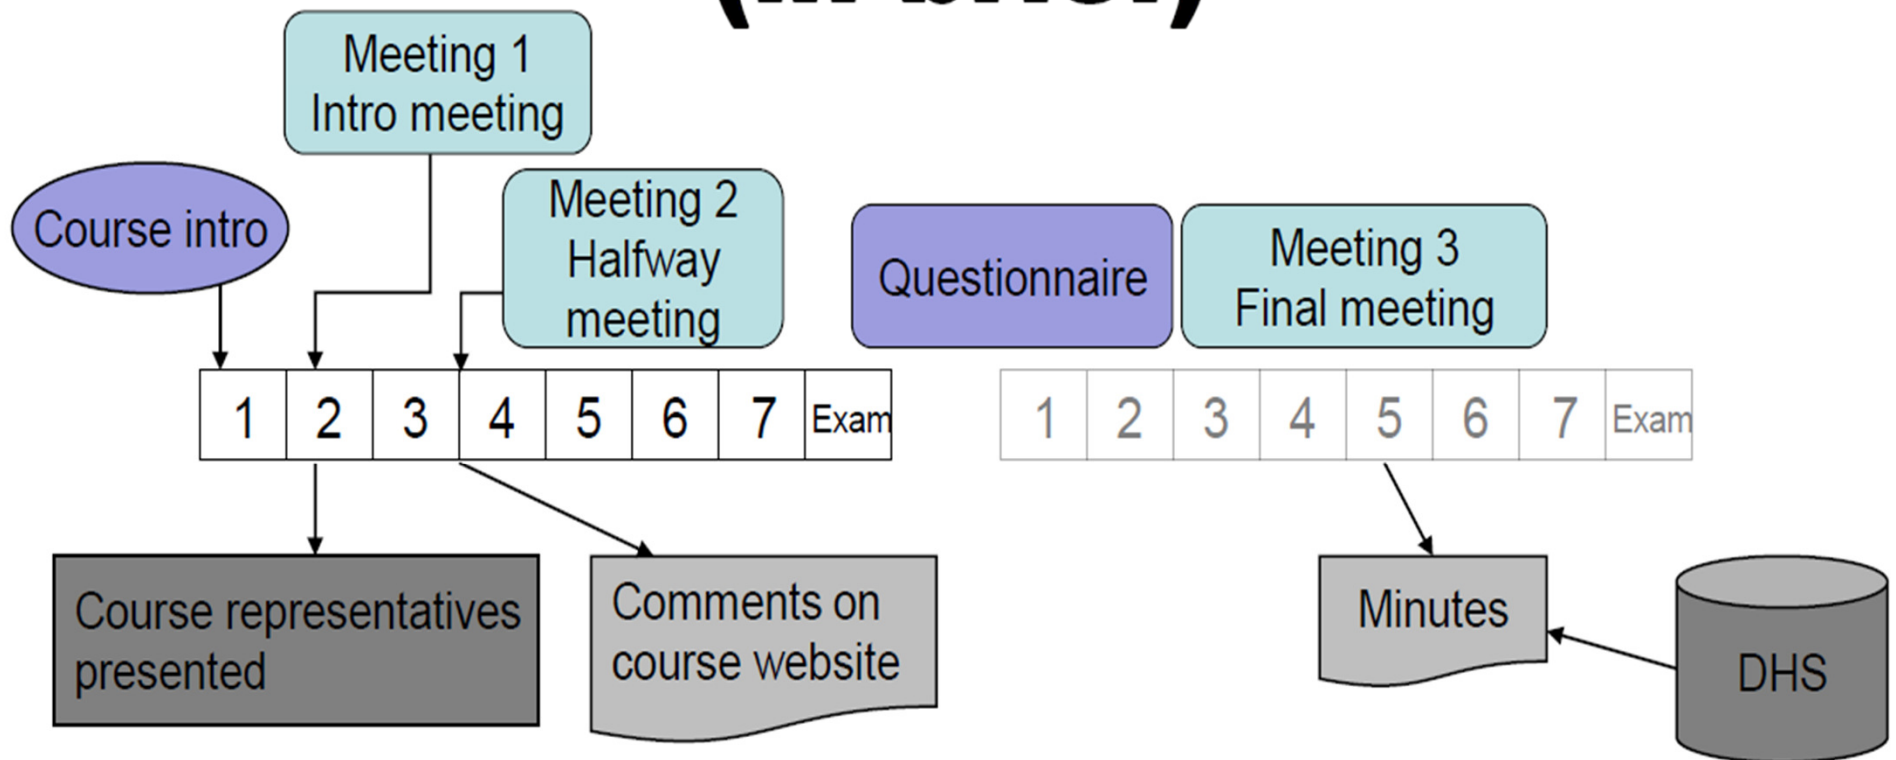 Meeting 1
Intro meeting
Course intro
Meeting 2
Halfway
meeting
Questionnaire
Meeting 3
Final meeting
1 2 3 4 5 6 7 Exam
1 2 3 4 5 6 7 Exam
Course representatives
presented
Comments on
course website
Minutes
DHS